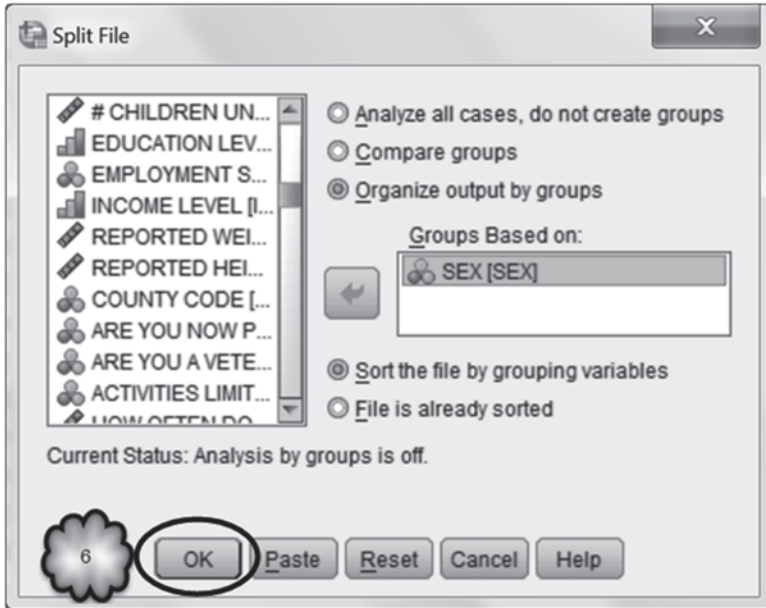 Split File
X
# CHILDREN UN...
EDUCATION LEV...
EMPLOYMENT S...
INCOME LEVEL [I...
REPORTED WEI...
REPORTED HEI...
COUNTY CODE [...
ARE YOU NOW P...
ARE YOU A VETE...
ACTIVITIES LIMIT...
HOW OFTEN DO
Analyze all cases, do not create groups
Compare groups
Organize output by groups
Groups Based on:
SEX [SEX]
Sort the file by grouping variables
File is already sorted
Current Status: Analysis by groups is off.
6
OK
Paste
Reset
Cancel
Help